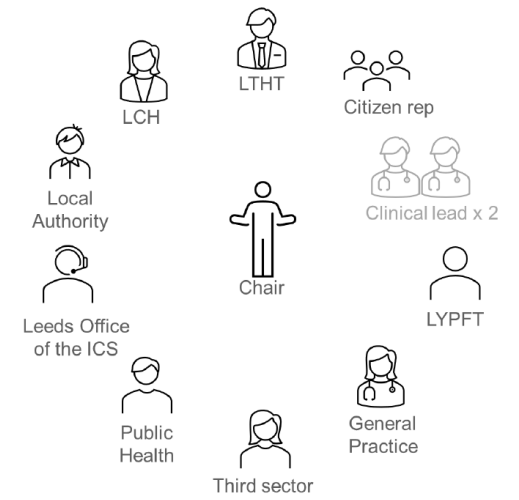 LTHT
LCH
Citizen rep
Local
Authority
Clinical lead x 2
Chair
Leeds Office
of the ICS
LYPFT
Public
Health
General
Practice
Third sector